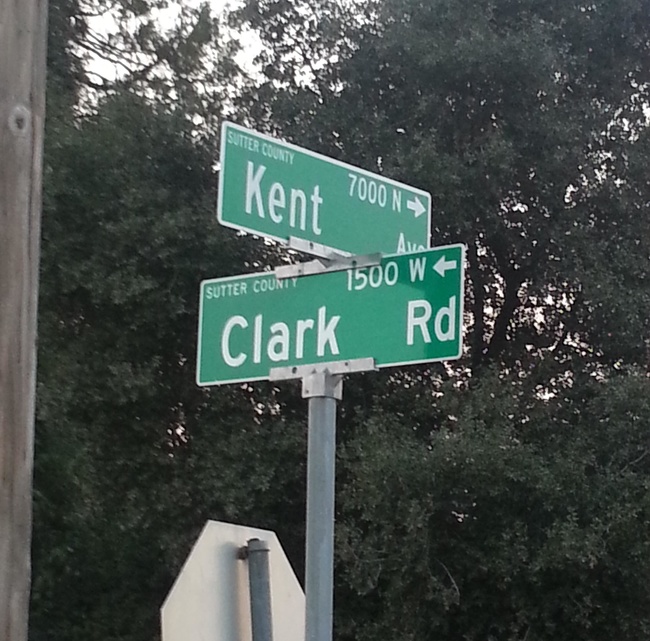 SUTTER COUNTY
7000 N →
Kent Ave
SUTTER COUNTY
1500 W ←
Clark Rd